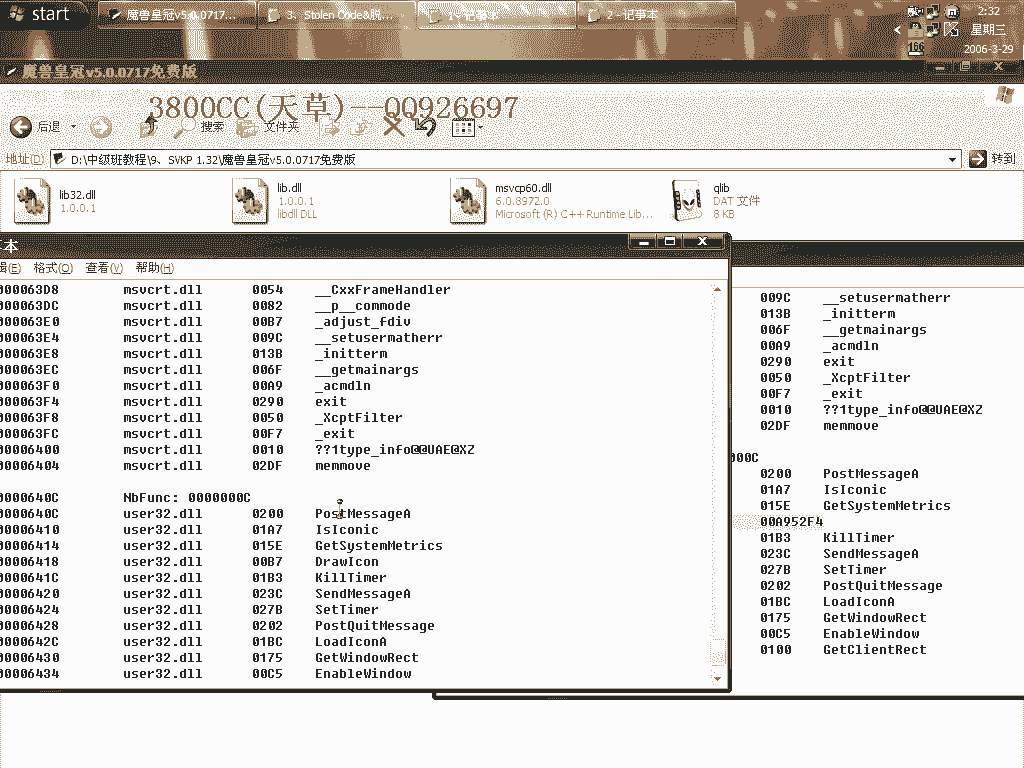 start
魔兽皇冠v5.0.0717...
3、Stolen Code&脱...
1 - 记事本
2 - 记事本
2:32
星期三
166
2006-3-29
魔兽皇冠v5.0.0717免费版
3800CC(天草)--QQ926697
后退
搜索
文件夹
地址(D)
D:\中级班教程\9、SVKP 1.32\魔兽皇冠v5.0.0717免费版
转到
lib32.dll
1.0.0.1
lib.dll
1.0.0.1
libdll DLL
msvcp60.dll
6.0.8972.0
Microsoft (R) C++ Runtime Lib...
qlib
DAT 文件
8 KB
本
辑(E) 格式(O) 查看(V) 帮助(H)
000063D8 msvcrt.dll 0054 __CxxFrameHandler
000063DC msvcrt.dll 0082 __p__commode
000063E0 msvcrt.dll 00B7 _adjust_fdiv
000063E4 msvcrt.dll 009C __setusermatherr
000063E8 msvcrt.dll 013B _initterm
000063EC msvcrt.dll 006F __getmainargs
000063F0 msvcrt.dll 00A9 _acmdln
000063F4 msvcrt.dll 0290 exit
000063F8 msvcrt.dll 0050 _XcptFilter
000063FC msvcrt.dll 00F7 _exit
00006400 msvcrt.dll 0010 ??1type_info@@UAE@XZ
00006404 msvcrt.dll 02DF memmove
0000640C NbFunc: 0000000C
0000640C user32.dll 0200 PostMessageA
00006410 user32.dll 01A7 IsIconic
00006414 user32.dll 015E GetSystemMetrics
00006418 user32.dll 00B7 DrawIcon
0000641C user32.dll 01B3 KillTimer
00006420 user32.dll 023C SendMessageA
00006424 user32.dll 027B SetTimer
00006428 user32.dll 0202 PostQuitMessage
0000642C user32.dll 01BC LoadIconA
00006430 user32.dll 0175 GetWindowRect
00006434 user32.dll 00C5 EnableWindow
009C __setusermatherr
013B _initterm
006F __getmainargs
00A9 _acmdln
0290 exit
0050 _XcptFilter
00F7 _exit
0010 ??1type_info@@UAE@XZ
02DF memmove
000C
0200 PostMessageA
01A7 IsIconic
015E GetSystemMetrics
00A952F4
01B3 KillTimer
023C SendMessageA
027B SetTimer
0202 PostQuitMessage
01BC LoadIconA
0175 GetWindowRect
00C5 EnableWindow
0100 GetClientRect